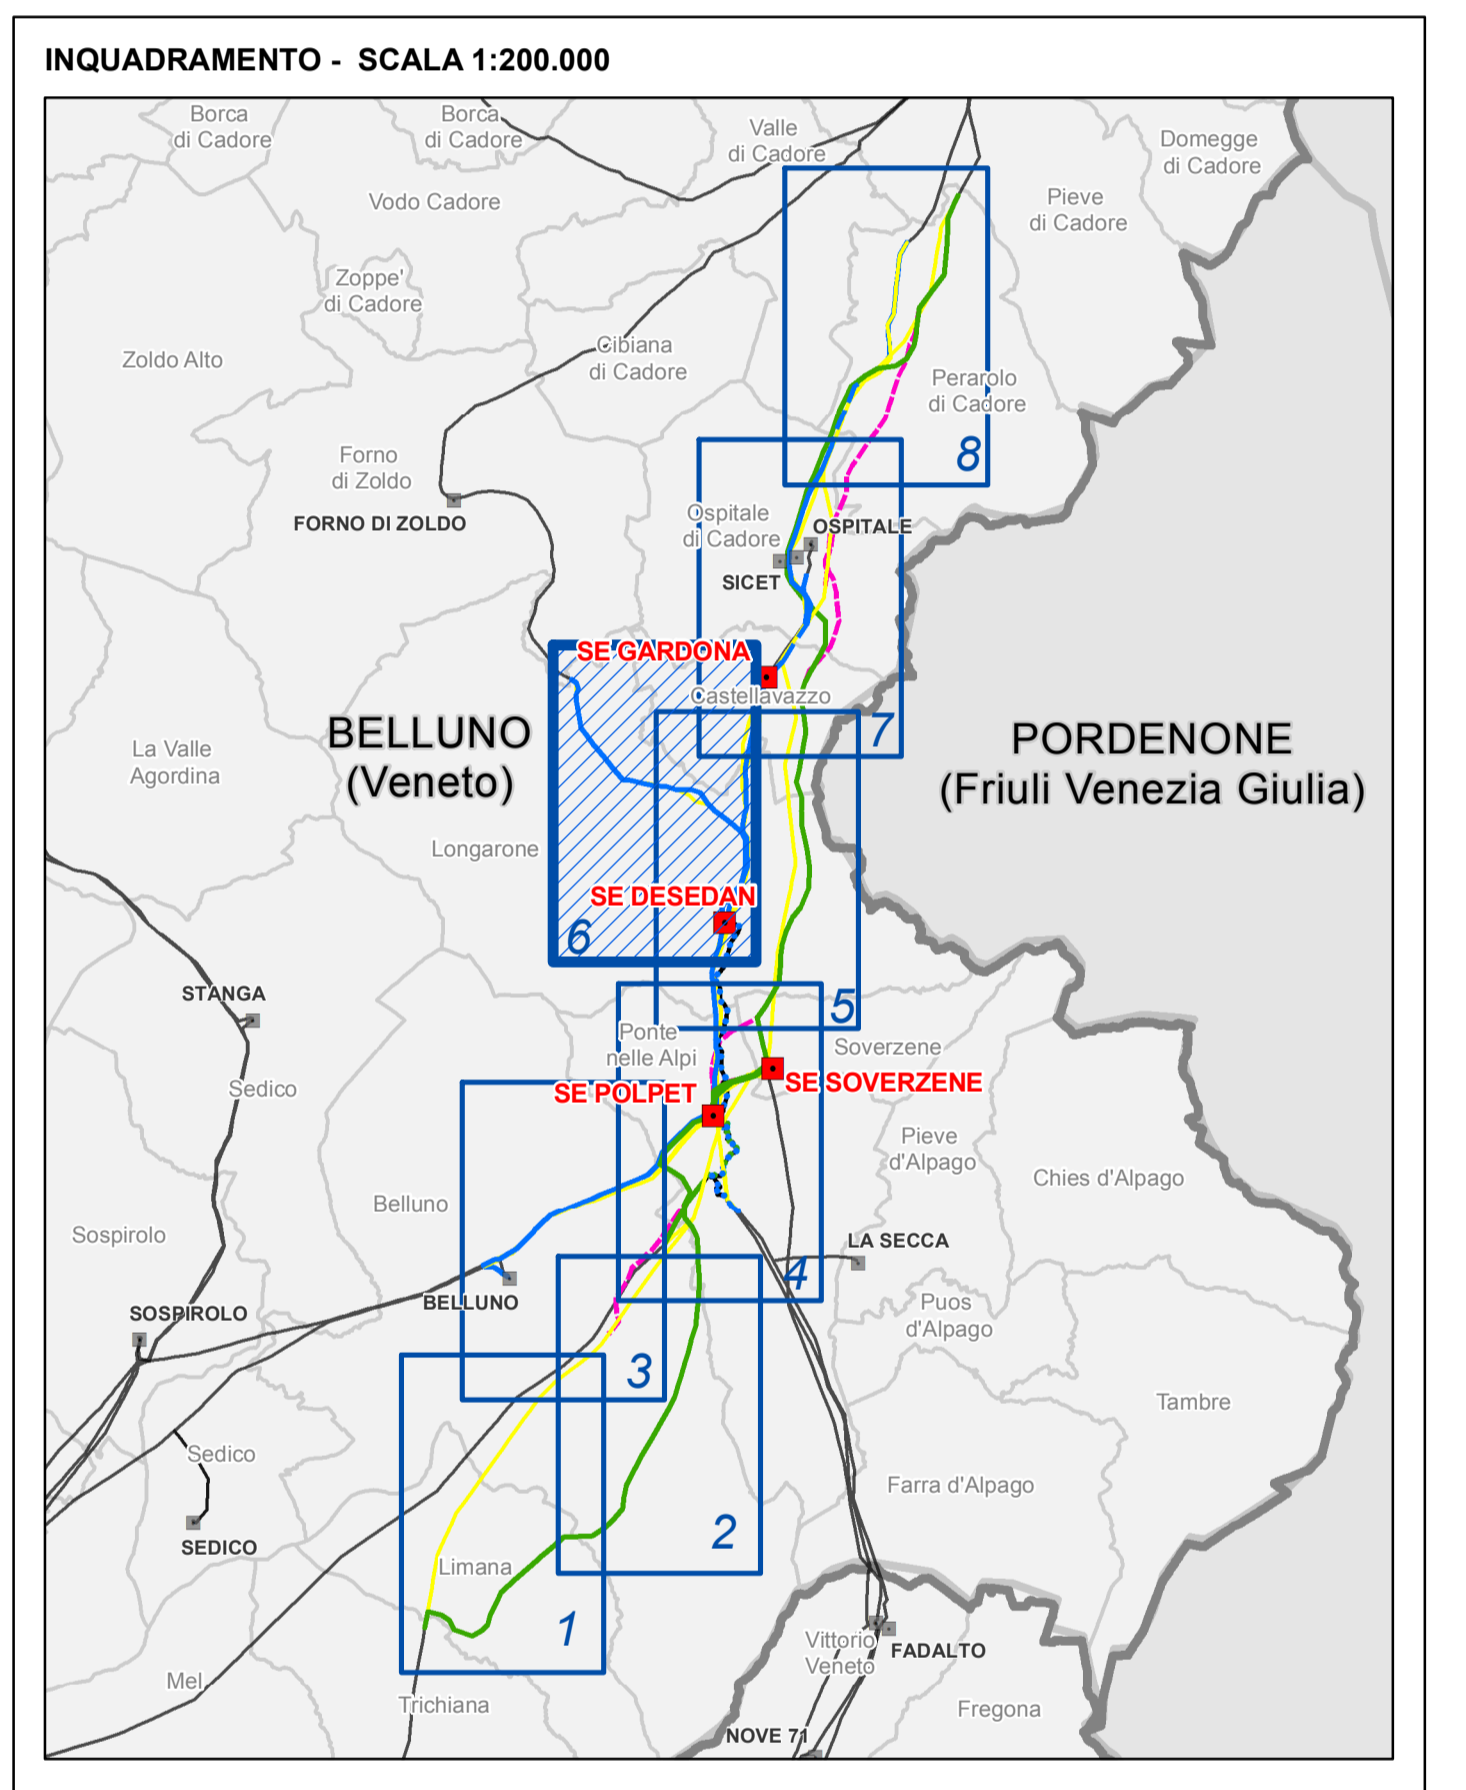 INQUADRAMENTO - SCALA 1:200.000
Borca
di Cadore
Borca
di Cadore
Valle
di Cadore
Domegge
di Cadore
Vodo Cadore
Pieve
di Cadore
Zoppe'
di Cadore
Zoldo Alto
Cibiana
di Cadore
Perarolo
di Cadore
8
Forno
di Zoldo
FORNO DI ZOLDO
Ospitale
di Cadore
OSPITALE
SICET
SE GARDONA
Castellavazzo
7
BELLUNO
(Veneto)
PORDENONE
(Friuli Venezia Giulia)
La Valle
Agordina
Longarone
SE DESEDAN
6
STANGA
5
Ponte
nelle Alpi
Soverzene
SE SOVERZENE
SE POLPET
Sedico
Pieve
d'Alpago
Chies d'Alpago
Belluno
Sospirolo
LA SECCA
4
BELLUNO
SOSPIROLO
Puos
d'Alpago
3
Tambre
Sedico
Farra d'Alpago
2
SEDICO
Limana
1
Vittorio
Veneto
FADALTO
Mel
Trichiana
Fregona
NOVE 71